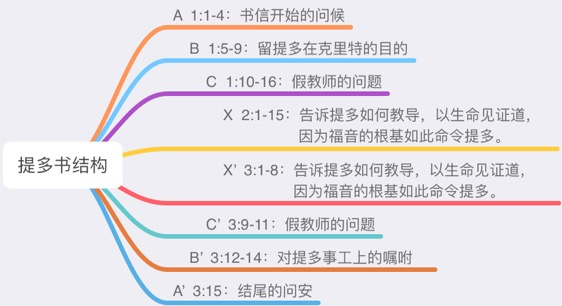 A 1:1-4：书信开始的问候
B 1:5-9：留提多在克里特的目的
C 1:10-16：假教师的问题
X 2:1-15：告诉提多如何教导，以生命见证道，
因为福音的根基如此命令提多。
提多书结构
X’ 3:1-8：告诉提多如何教导，以生命见证道，
因为福音的根基如此命令提多。
C’ 3:9-11：假教师的问题
B’ 3:12-14：对提多事工上的嘱咐
A’ 3:15：结尾的问安